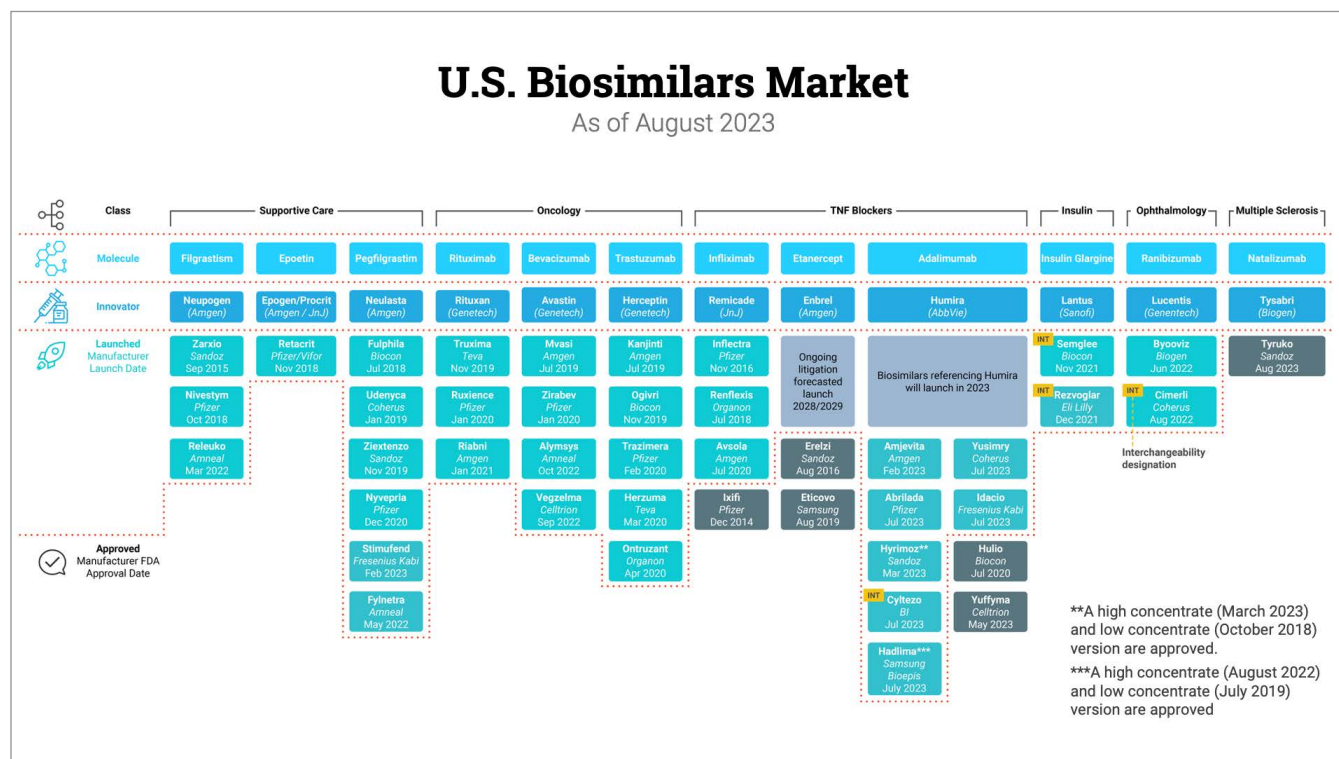 U.S. Biosimilars Market
As of August 2023
Class
Supportive Care
Oncology
TNF Blockers
Insulin
Ophthalmology
Multiple Sclerosis
Molecule
Filgrastism
Epoetin
Pegfilgrastim
Rituximab
Bevacizumab
Trastuzumab
Infliximab
Etanercept
Adalimumab
Insulin Glargine
Ranibizumab
Natalizumab
Innovator
Neupogen
(Amgen)
Epogen/Procrit
(Amgen / JnJ)
Neulasta
(Amgen)
Rituxan
(Genetech)
Avastin
(Genetech)
Herceptin
(Genetech)
Remicade
(JnJ)
Enbrel
(Amgen)
Humira
(AbbVie)
Lantus
(Sanofi)
Lucentis
(Genentech)
Tysabri
(Biogen)
Launched
Manufacturer
Launch Date
Zarxio
Sandoz
Sep 2015
Retacrit
Pfizer/Vifor
Nov 2018
Fulphila
Biocon
Jul 2018
Truxima
Teva
Nov 2019
Mvasi
Amgen
Jul 2019
Kanjinti
Amgen
Jul 2019
Inflectra
Pfizer
Nov 2016
Ongoing
litigation
forecasted
launch
2028/2029
Biosimilars referencing Humira
will launch in 2023
INT
Semglee
Biocon
Nov 2021
Byooviz
Biogen
Jun 2022
Tyruko
Sandoz
Aug 2023
Nivestym
Pfizer
Oct 2018
Udenyca
Coherus
Jan 2019
Ruxience
Pfizer
Jan 2020
Zirabev
Pfizer
Jan 2020
Ogivri
Biocon
Nov 2019
Renflexis
Organon
Jul 2018
INT
Rezvoglar
Eli Lilly
Dec 2021
INT
Cimerli
Coherus
Aug 2022
Interchangeability
designation
Releuko
Amneal
Mar 2022
Ziextenzo
Sandoz
Nov 2019
Riabni
Amgen
Jan 2021
Alymsys
Amneal
Oct 2022
Trazimera
Pfizer
Feb 2020
Avsola
Amgen
Jul 2020
Erelzi
Sandoz
Aug 2016
Amjevita
Amgen
Feb 2023
Yusimry
Coherus
Jul 2023
Nyvepria
Pfizer
Dec 2020
Vegzelma
Celltrion
Sep 2022
Herzuma
Teva
Mar 2020
Ixifi
Pfizer
Dec 2014
Eticovo
Samsung
Aug 2019
Abrilada
Pfizer
Jul 2023
Idacio
Fresenius Kabi
Jul 2023
Approved
Manufacturer FDA
Approval Date
Stimufend
Fresenius Kabi
Feb 2023
Ontruzant
Organon
Apr 2020
Hyrimoz**
Sandoz
Mar 2023
Hulio
Biocon
Jul 2020
Fylnetra
Amneal
May 2022
INT
Cyltezo
BI
Jul 2023
Yuffyma
Celltrion
May 2023
Hadlima***
Samsung
Bioepis
July 2023
**A high concentrate (March 2023)
and low concentrate (October 2018)
version are approved.
***A high concentrate (August 2022)
and low concentrate (July 2019)
version are approved